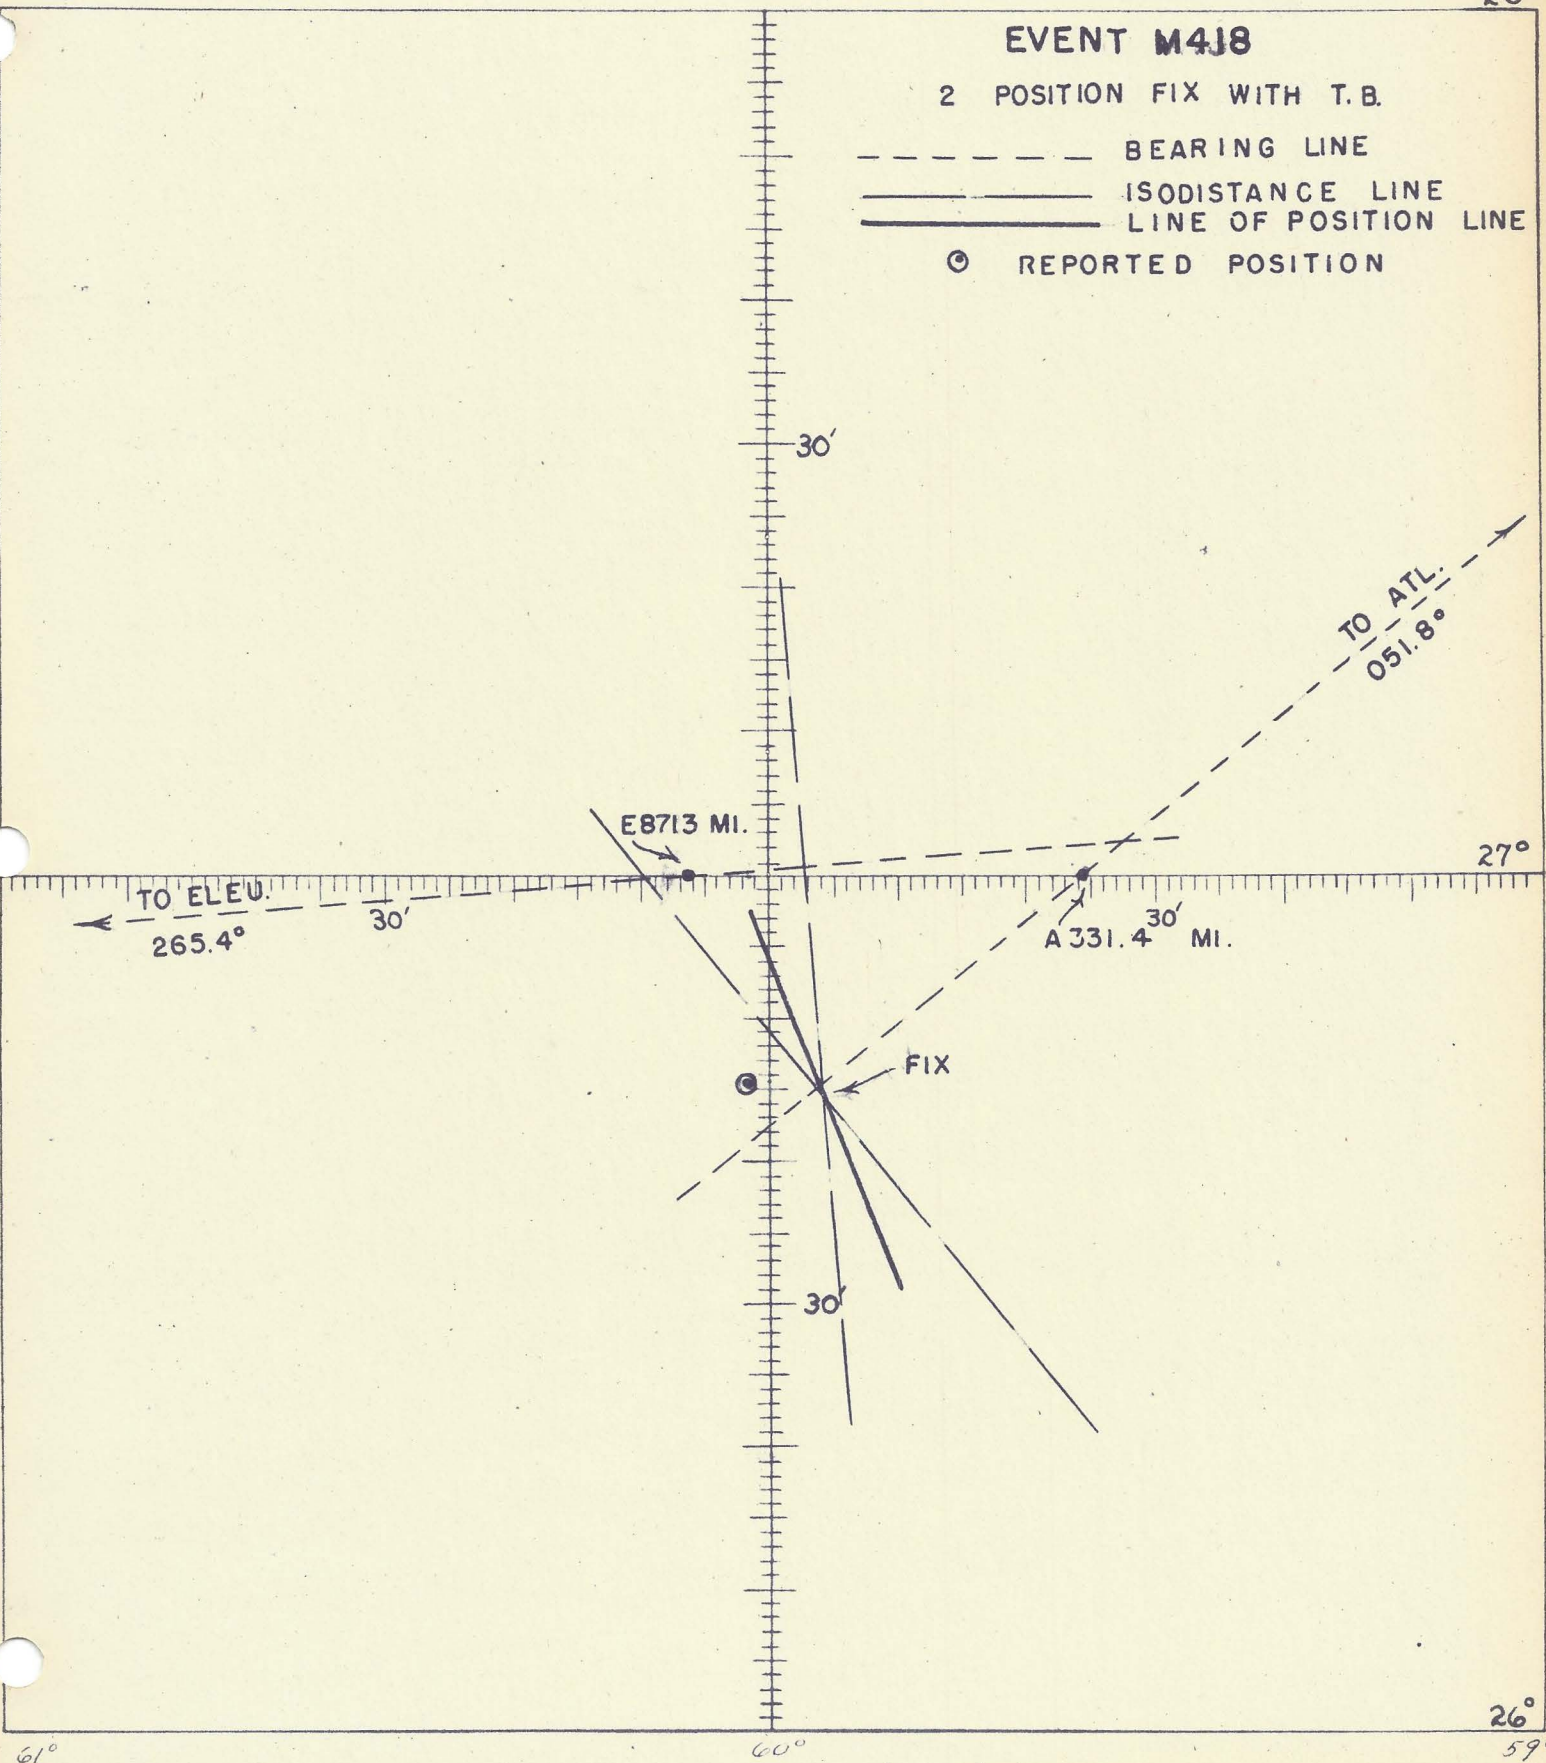 EVENT M4J8
2 POSITION FIX WITH T.B.
BEARING LINE
ISODISTANCE LINE
LINE OF POSITION LINE
REPORTED POSITION
30'
TO ATL.
051.8°
E8713 MI.
27°
TO ELEU.
30'
265.4°
30'
A 331.4 MI.
FIX
30'
26°
61°
60°
59